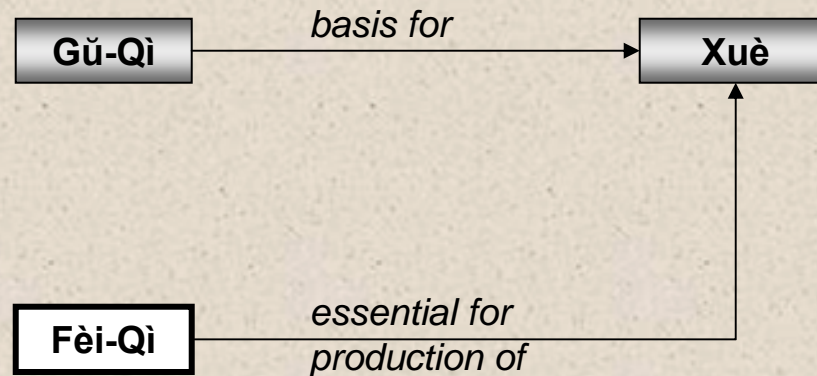 basis for
Gŭ-Qì
Xuè
essential for
production of
Fèi-Qì